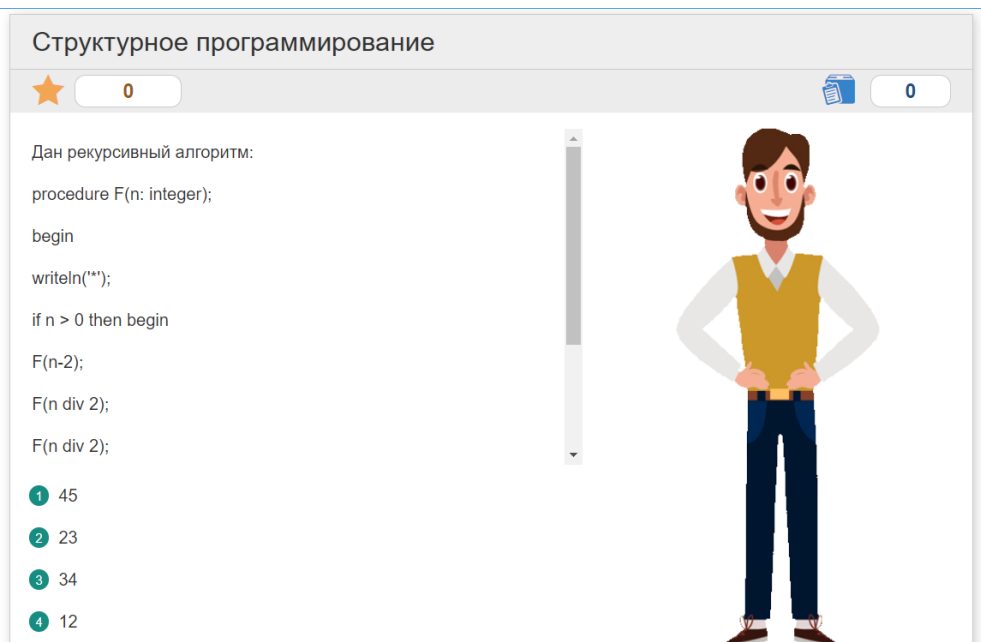 Структурное программирование
0
0
Дан рекурсивный алгоритм:
procedure F(n: integer);
begin
writeln('*');
if n > 0 then begin
F(n-2);
F(n div 2);
F(n div 2);
1 45
2 23
3 34
4 12